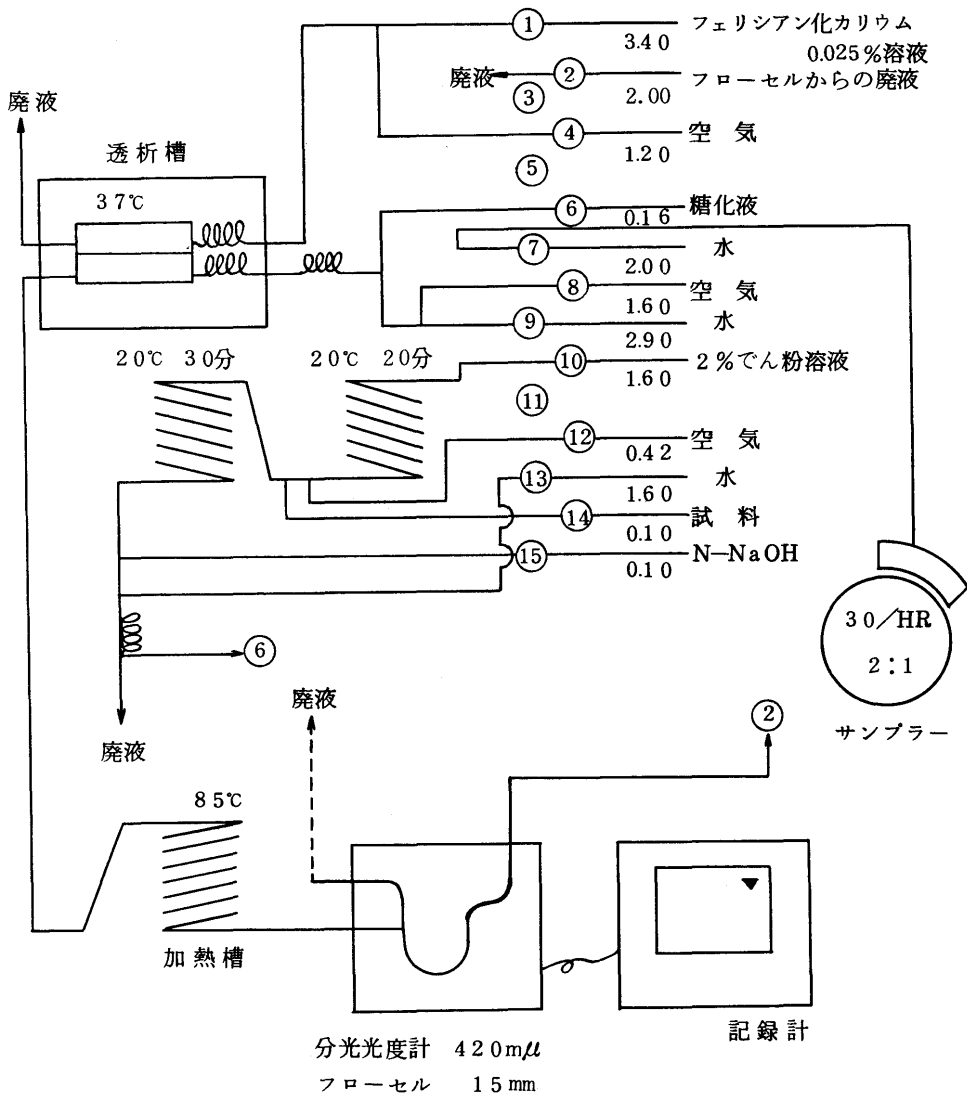 ① 3.40 フェリシアン化カリウム
0.025%溶液
廃液 ② 2.00 フローセルからの廃液
③
廃液
④ 1.20 空気
透析槽
⑤
37℃
⑥ 0.16 糖化液
⑦ 2.00 水
⑧ 1.60 空気
⑨ 2.90 水
20℃ 30分 20℃ 20分
⑩ 1.60 2%でん粉溶液
⑪
⑫ 0.42 空気
⑬ 1.60 水
⑭ 0.10 試料
⑮ 0.10 N-NaOH
30/HR
2:1
サンプラー
⑥
廃液
廃液
②
85℃
加熱槽
記録計
分光光度計 420mμ
フローセル 15mm